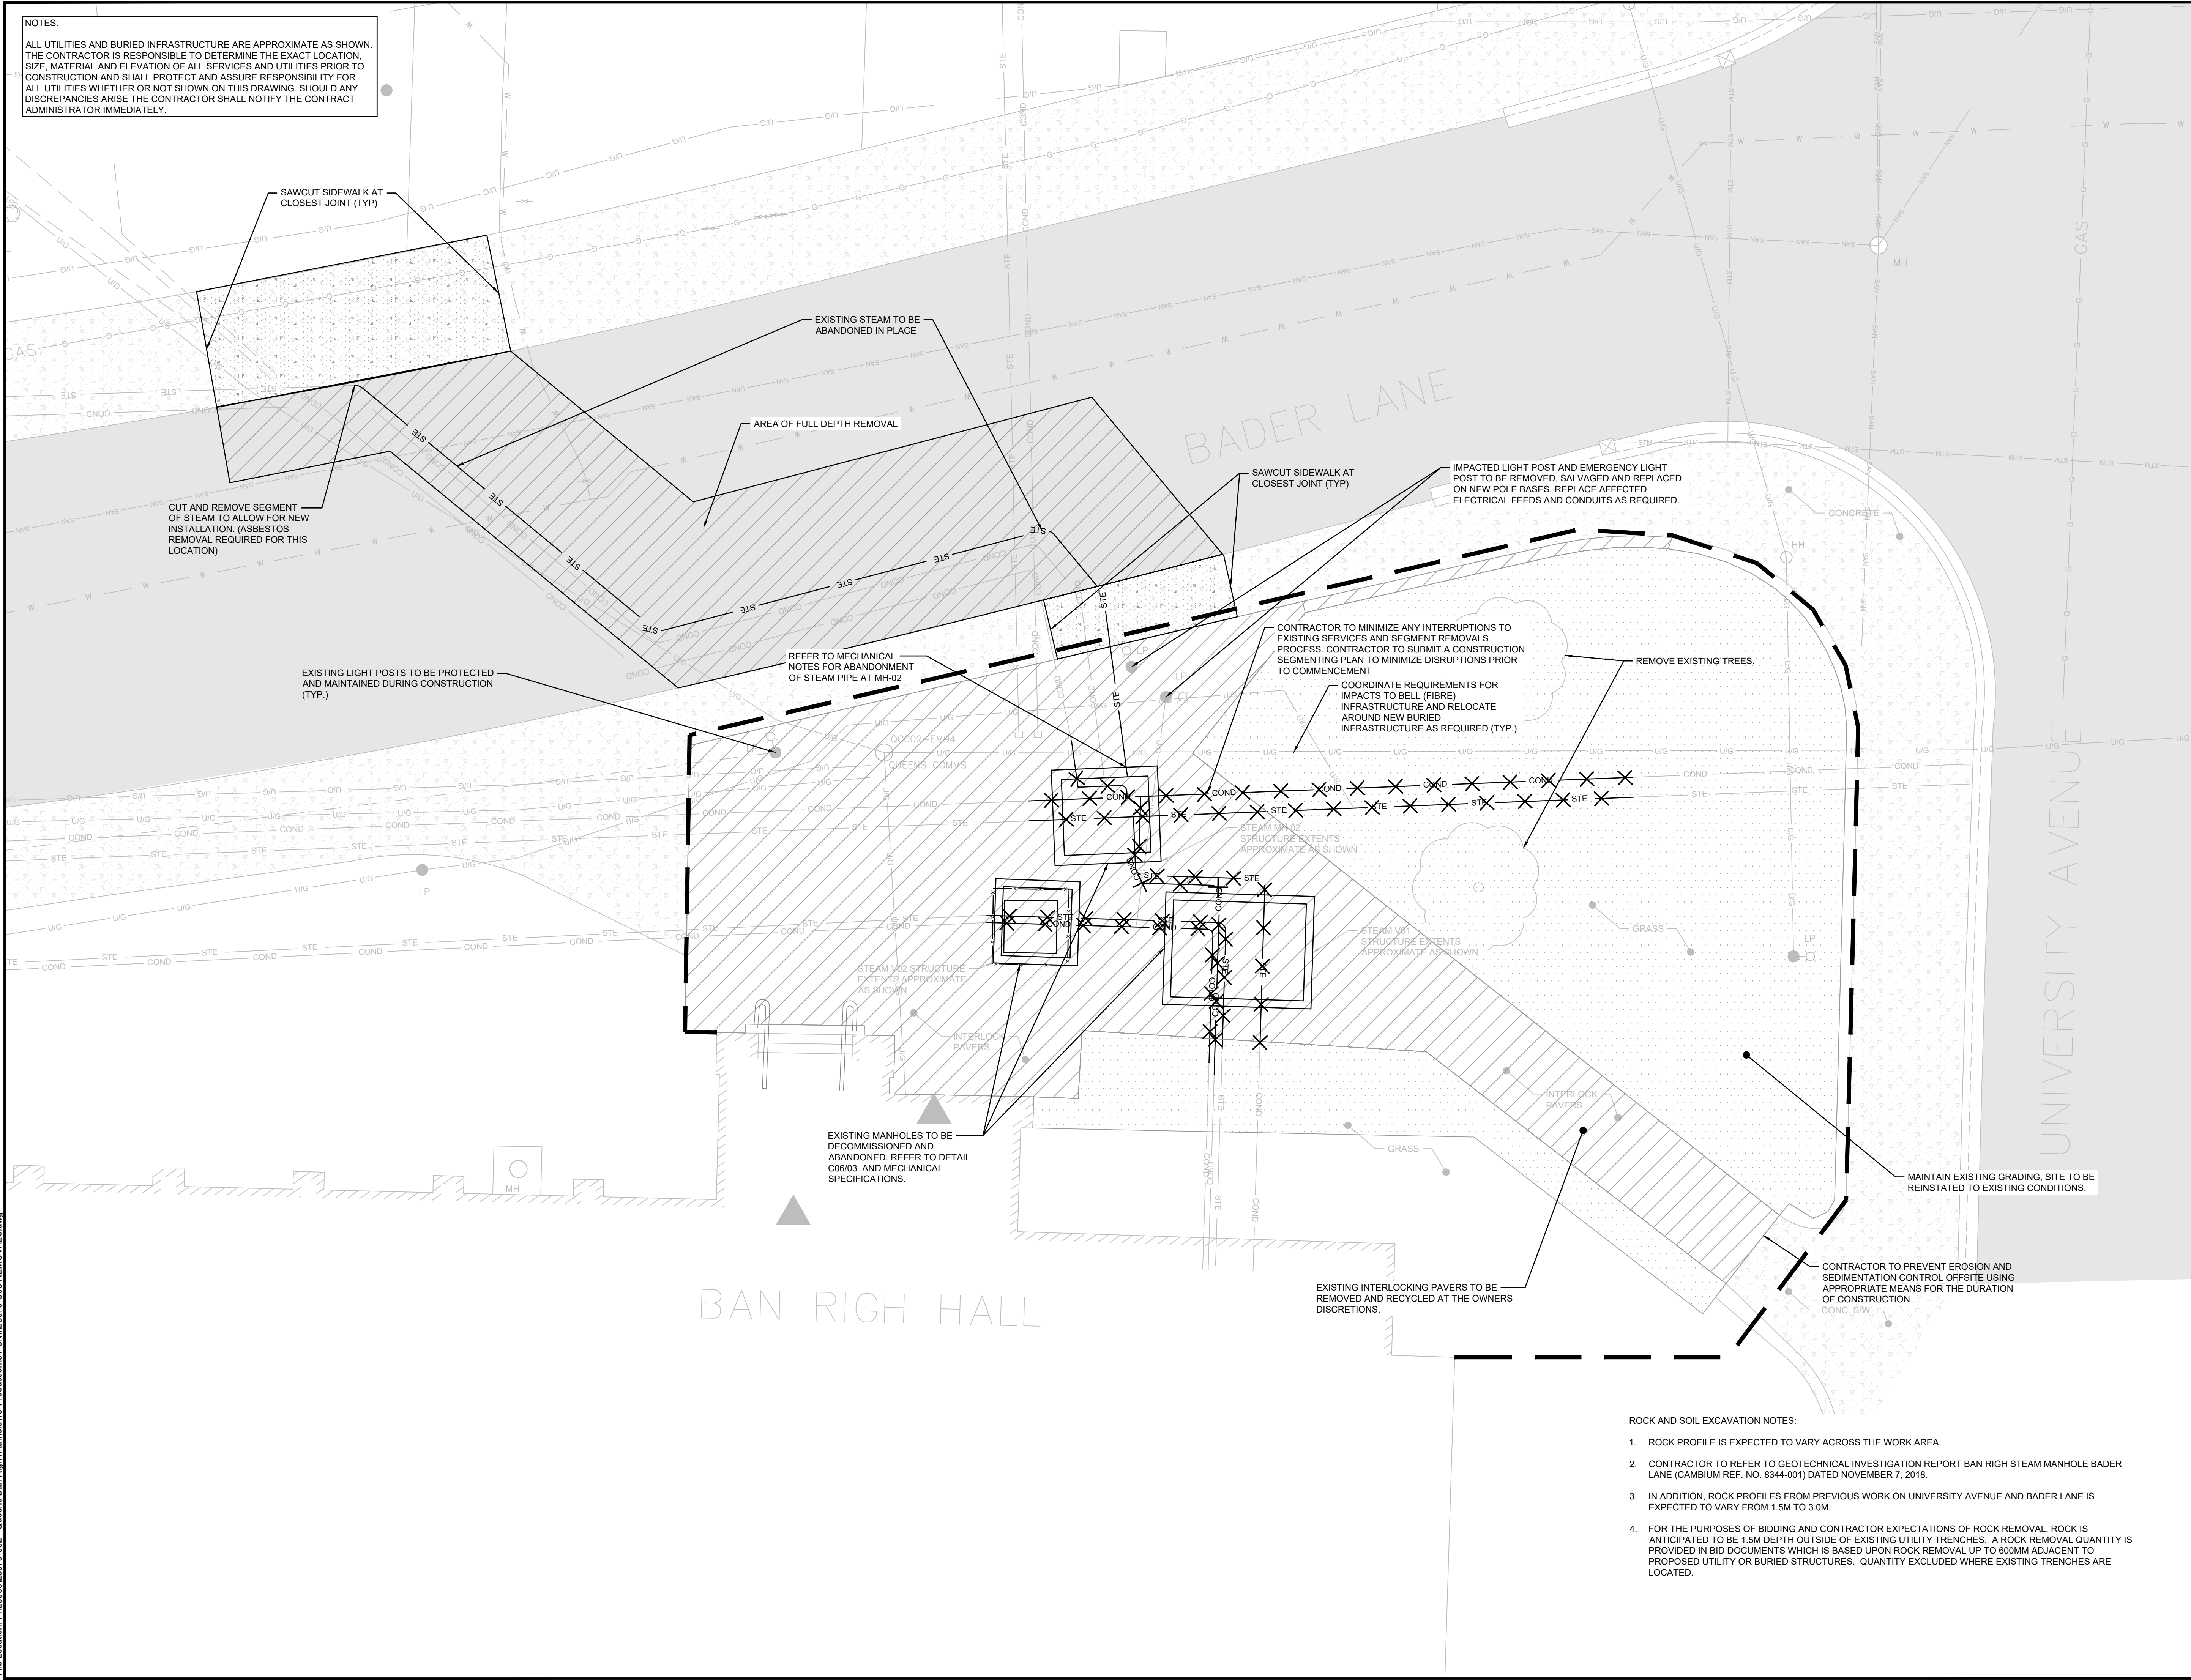 NOTES:
ALL UTILITIES AND BURIED INFRASTRUCTURE ARE APPROXIMATE AS SHOWN.
THE CONTRACTOR IS RESPONSIBLE TO DETERMINE THE EXACT LOCATION,
SIZE, MATERIAL AND ELEVATION OF ALL SERVICES AND UTILITIES PRIOR TO
CONSTRUCTION AND SHALL PROTECT AND ASSURE RESPONSIBILITY FOR
ALL UTILITIES WHETHER OR NOT SHOWN ON THIS DRAWING. SHOULD ANY
DISCREPANCIES ARISE THE CONTRACTOR SHALL NOTIFY THE CONTRACT
ADMINISTRATOR IMMEDIATELY.
SAWCUT SIDEWALK AT
CLOSEST JOINT (TYP)
EXISTING STEAM TO BE
ABANDONED IN PLACE
AREA OF FULL DEPTH REMOVAL
BADER LANE
SAWCUT SIDEWALK AT
CLOSEST JOINT (TYP)
IMPACTED LIGHT POST AND EMERGENCY LIGHT
POST TO BE REMOVED, SALVAGED AND REPLACED
ON NEW POLE BASES. REPLACE AFFECTED
ELECTRICAL FEEDS AND CONDUITS AS REQUIRED.
CUT AND REMOVE SEGMENT
OF STEAM TO ALLOW FOR NEW
INSTALLATION. (ASBESTOS
REMOVAL REQUIRED FOR THIS
LOCATION)
CONCRETE
HH
MH
GAS
GAS
CONTRACTOR TO MINIMIZE ANY INTERRUPTIONS TO
EXISTING SERVICES AND SEGMENT REMOVALS
PROCESS. CONTRACTOR TO SUBMIT A CONSTRUCTION
SEGMENTING PLAN TO MINIMIZE DISRUPTIONS PRIOR
TO COMMENCEMENT
REMOVE EXISTING TREES.
REFER TO MECHANICAL
NOTES FOR ABANDONMENT
OF STEAM PIPE AT MH-02
EXISTING LIGHT POSTS TO BE PROTECTED
AND MAINTAINED DURING CONSTRUCTION
(TYP.)
COORDINATE REQUIREMENTS FOR
IMPACTS TO BELL (FIBRE)
INFRASTRUCTURE AND RELOCATE
AROUND NEW BURIED
INFRASTRUCTURE AS REQUIRED (TYP.)
LP
LP
LP
QC002-EM94
QUEENS COMMS
STEAM MH-02
STRUCTURE EXTENTS
APPROXIMATE AS SHOWN
LP
STEAM V01
STRUCTURE EXTENTS
APPROXIMATE AS SHOWN
GRASS
LP
STEAM V02 STRUCTURE
EXTENTS APPROXIMATE
AS SHOWN
INTERLOCK
PAVERS
INTERLOCK
PAVERS
UNIVERSITY AVENUE
EXISTING MANHOLES TO BE
DECOMMISSIONED AND
ABANDONED. REFER TO DETAIL
C06/03 AND MECHANICAL
SPECIFICATIONS.
GRASS
MH
MAINTAIN EXISTING GRADING, SITE TO BE
REINSTATED TO EXISTING CONDITIONS.
BAN RIGH HALL
EXISTING INTERLOCKING PAVERS TO BE
REMOVED AND RECYCLED AT THE OWNERS
DISCRETIONS.
CONTRACTOR TO PREVENT EROSION AND
SEDIMENTATION CONTROL OFFSITE USING
APPROPRIATE MEANS FOR THE DURATION
OF CONSTRUCTION
CONC. S/W
ROCK AND SOIL EXCAVATION NOTES:
1. ROCK PROFILE IS EXPECTED TO VARY ACROSS THE WORK AREA.
2. CONTRACTOR TO REFER TO GEOTECHNICAL INVESTIGATION REPORT BAN RIGH STEAM MANHOLE BADER
LANE (CAMBIUM REF. NO. 8344-001) DATED NOVEMBER 7, 2018.
3. IN ADDITION, ROCK PROFILES FROM PREVIOUS WORK ON UNIVERSITY AVENUE AND BADER LANE IS
EXPECTED TO VARY FROM 1.5M TO 3.0M.
4. FOR THE PURPOSES OF BIDDING AND CONTRACTOR EXPECTATIONS OF ROCK REMOVAL, ROCK IS
ANTICIPATED TO BE 1.5M DEPTH OUTSIDE OF EXISTING UTILITY TRENCHES. A ROCK REMOVAL QUANTITY IS
PROVIDED IN BID DOCUMENTS WHICH IS BASED UPON ROCK REMOVAL UP TO 600MM ADJACENT TO
PROPOSED UTILITY OR BURIED STRUCTURES. QUANTITY EXCLUDED WHERE EXISTING TRENCHES ARE
LOCATED.